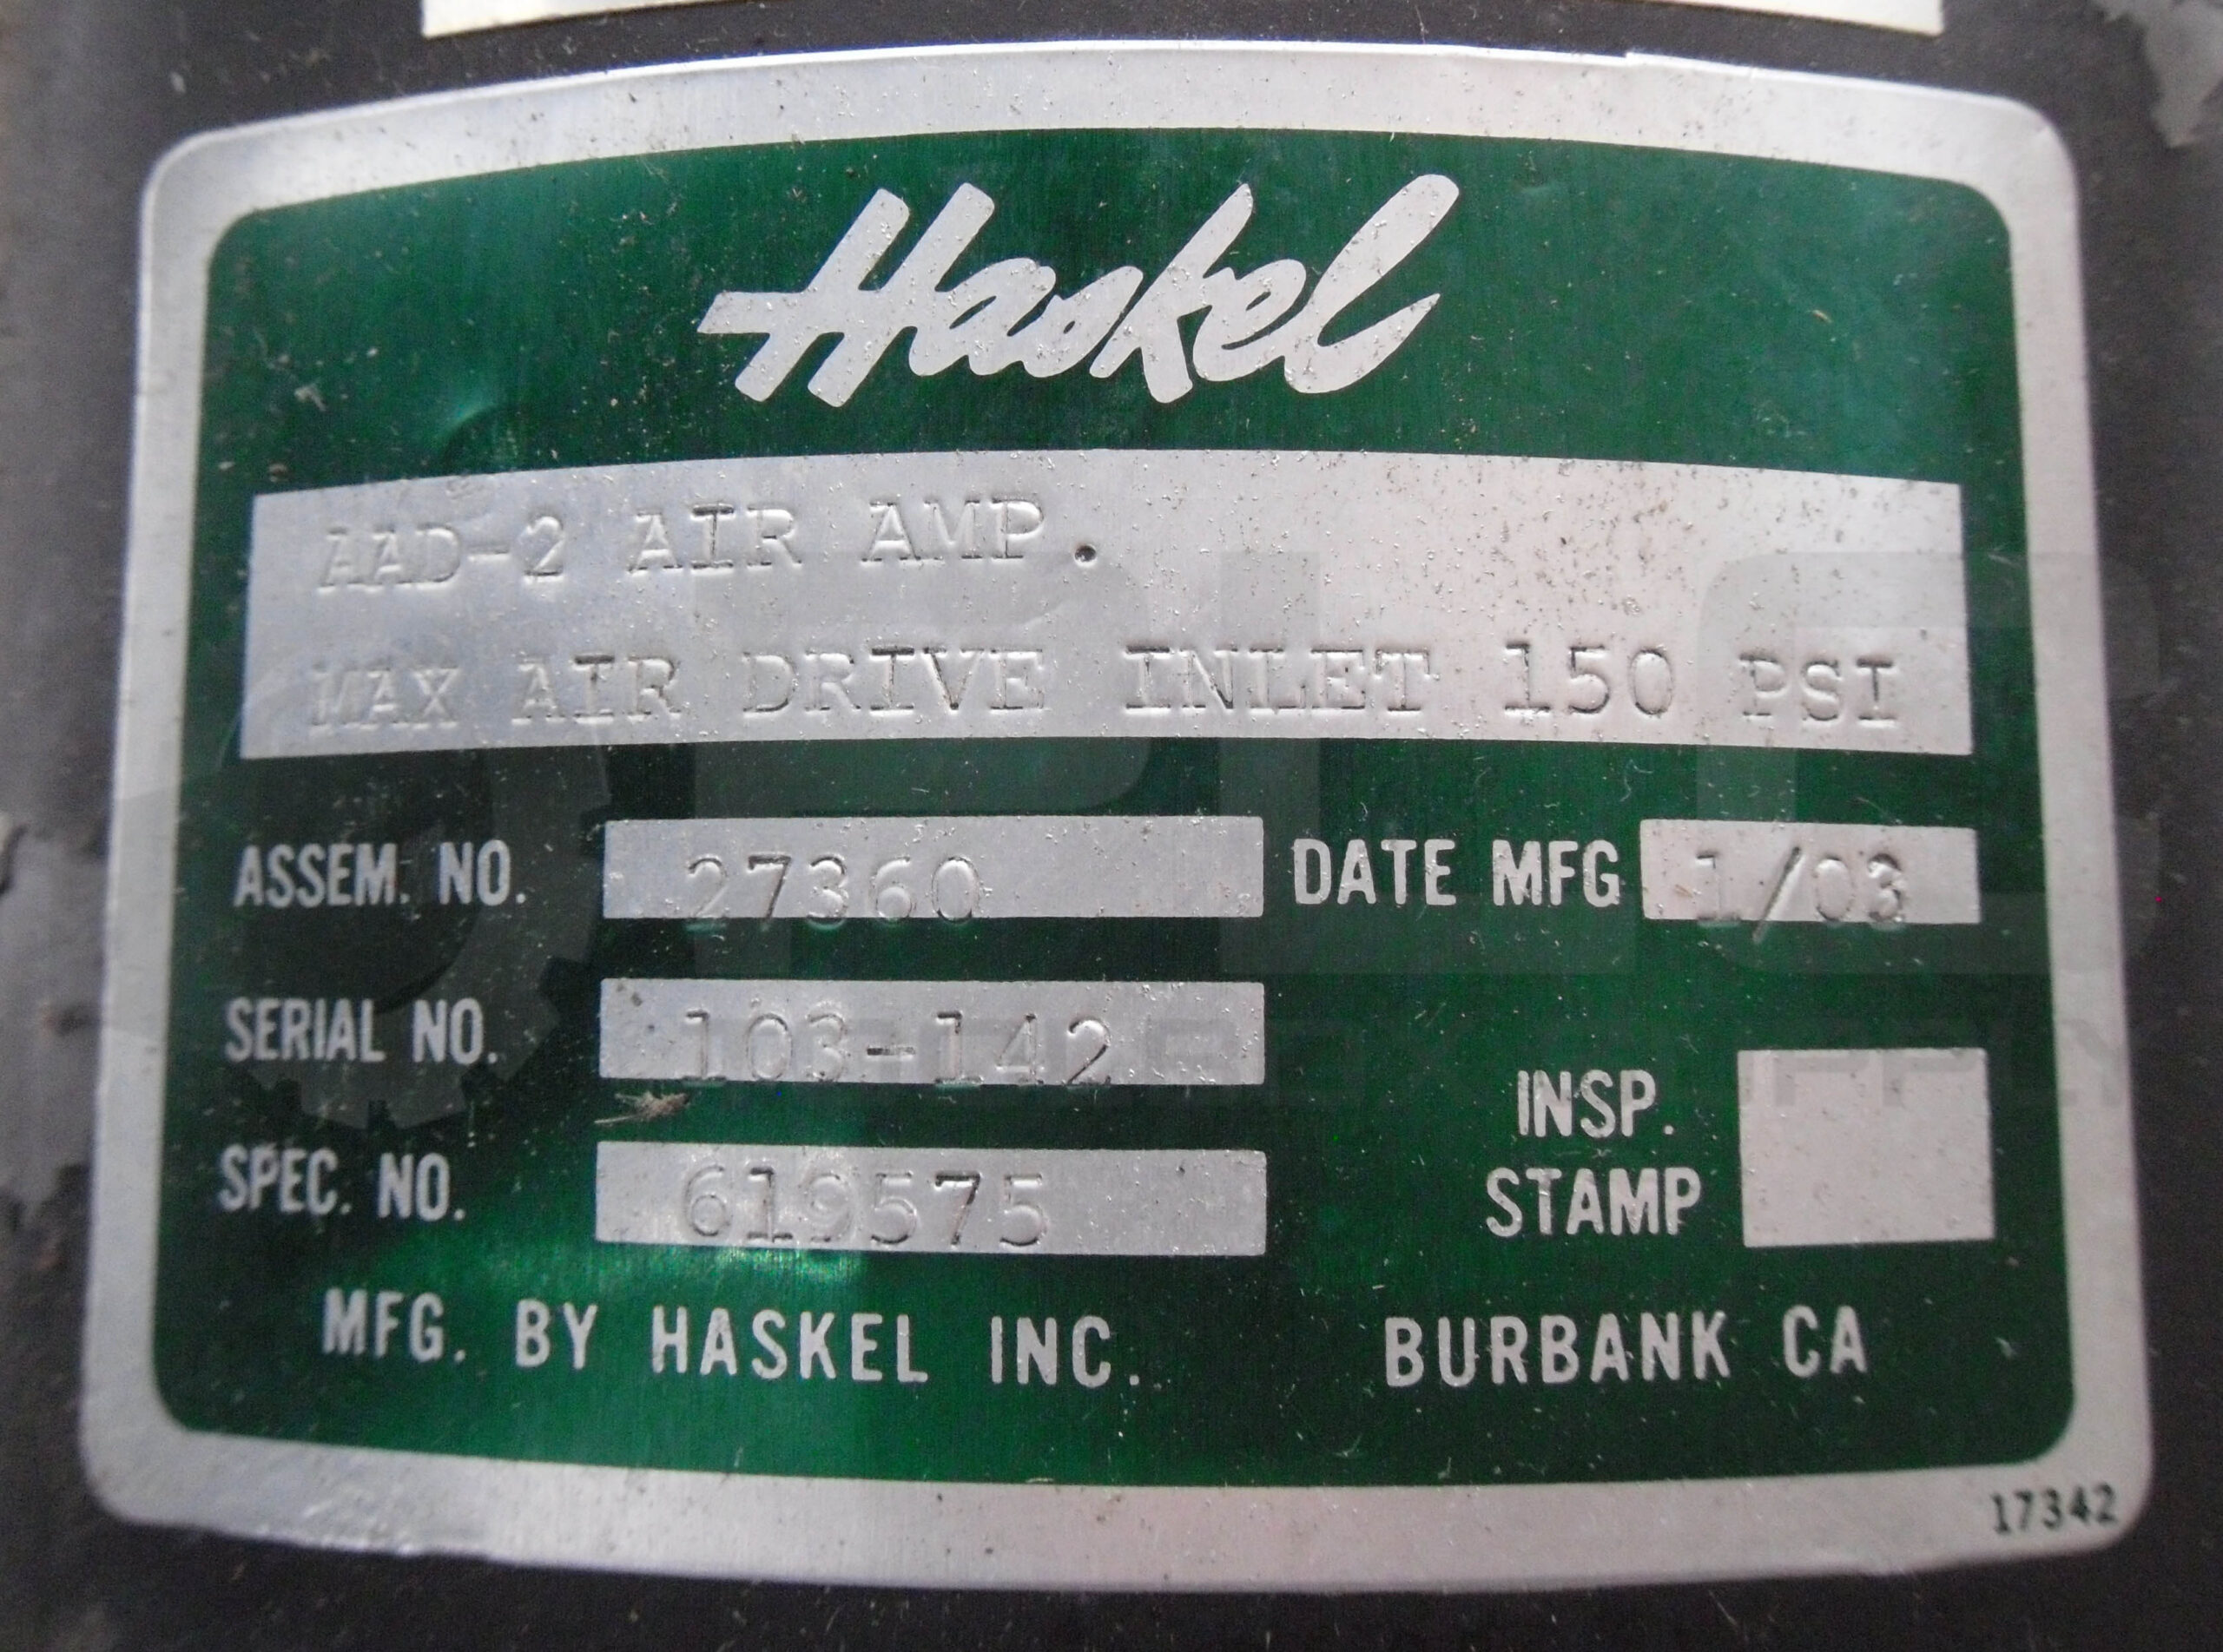 Haskel
AAD-2 AIR AMP.
MAX AIR DRIVE INLET 150 PSI
ASSEM. NO. 27360 DATE MFG 1/03
SERIAL NO. 103-142
SPEC. NO. 619575
INSP.
STAMP
MFG. BY HASKEL INC. BURBANK CA
17342